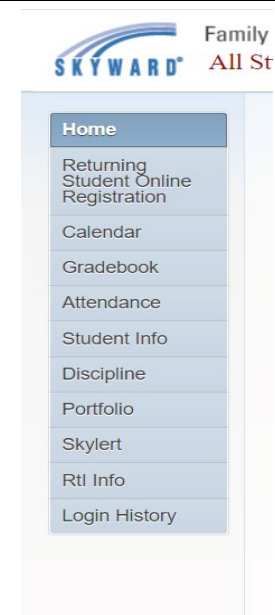 Family
SKYWARD®
All St
Home
Returning
Student Online
Registration
Calendar
Gradebook
Attendance
Student Info
Discipline
Portfolio
Skylert
RtI Info
Login History